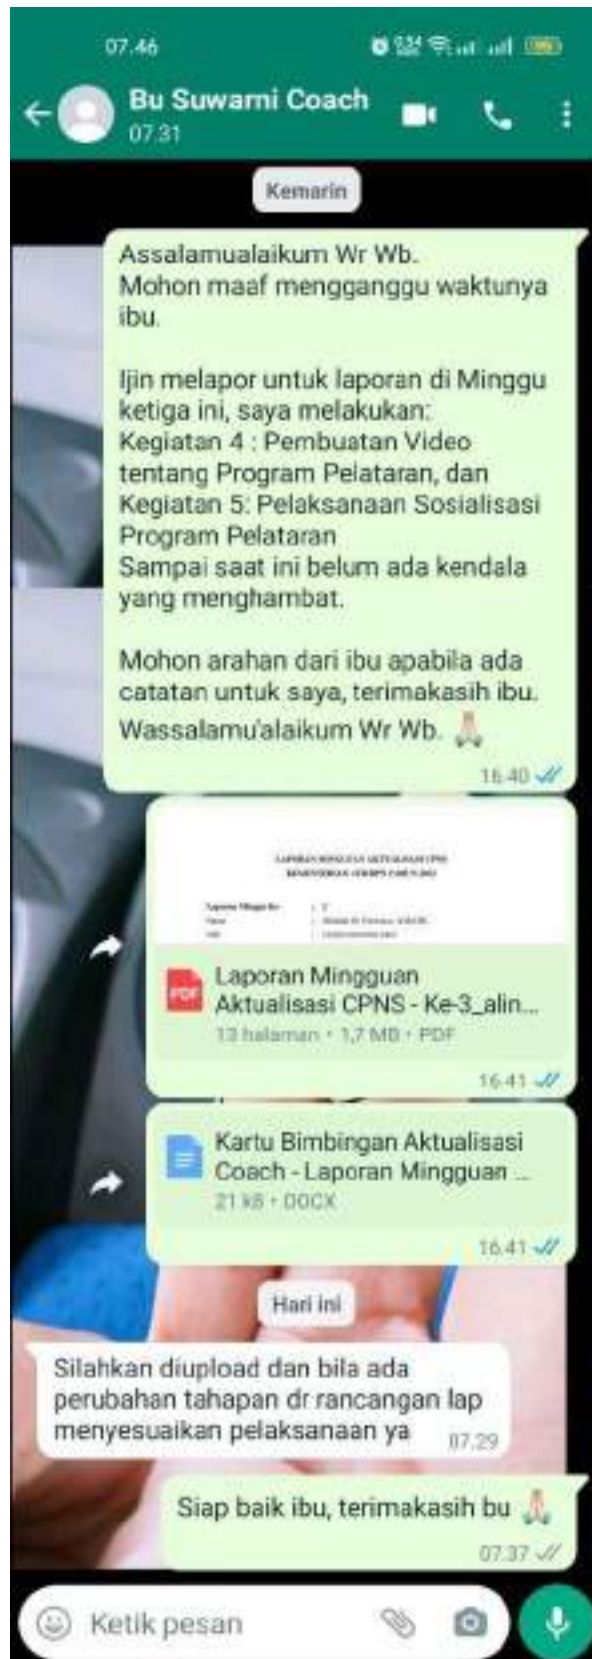 07.46
Bu Suwarni Coach
07.31
Kemarin
Assalamualaikum Wr Wb.
Mohon maaf mengganggu waktunya
ibu.
Ijin melapor untuk laporan di Minggu
ketiga ini, saya melakukan:
Kegiatan 4 : Pembuatan Video
tentang Program Pelataran, dan
Kegiatan 5: Pelaksanaan Sosialisasi
Program Pelataran
Sampai saat ini belum ada kendala
yang menghambat.
Mohon arahan dari ibu apabila ada
catatan untuk saya, terimakasih ibu.
Wassalamu'alaikum Wr Wb. 🙏
16.40
PDF
Laporan Mingguan
Aktualisasi CPNS - Ke-3_alin...
13 halaman • 1,7 MB • PDF
16.41
Kartu Bimbingan Aktualisasi
Coach - Laporan Mingguan ...
21 kB • DOCX
16.41
Hari ini
Silahkan diupload dan bila ada
perubahan tahapan dr rancangan lap
menyesuaikan pelaksanaan ya
07.29
Siap baik ibu, terimakasih bu 🙏
07.37
Ketik pesan